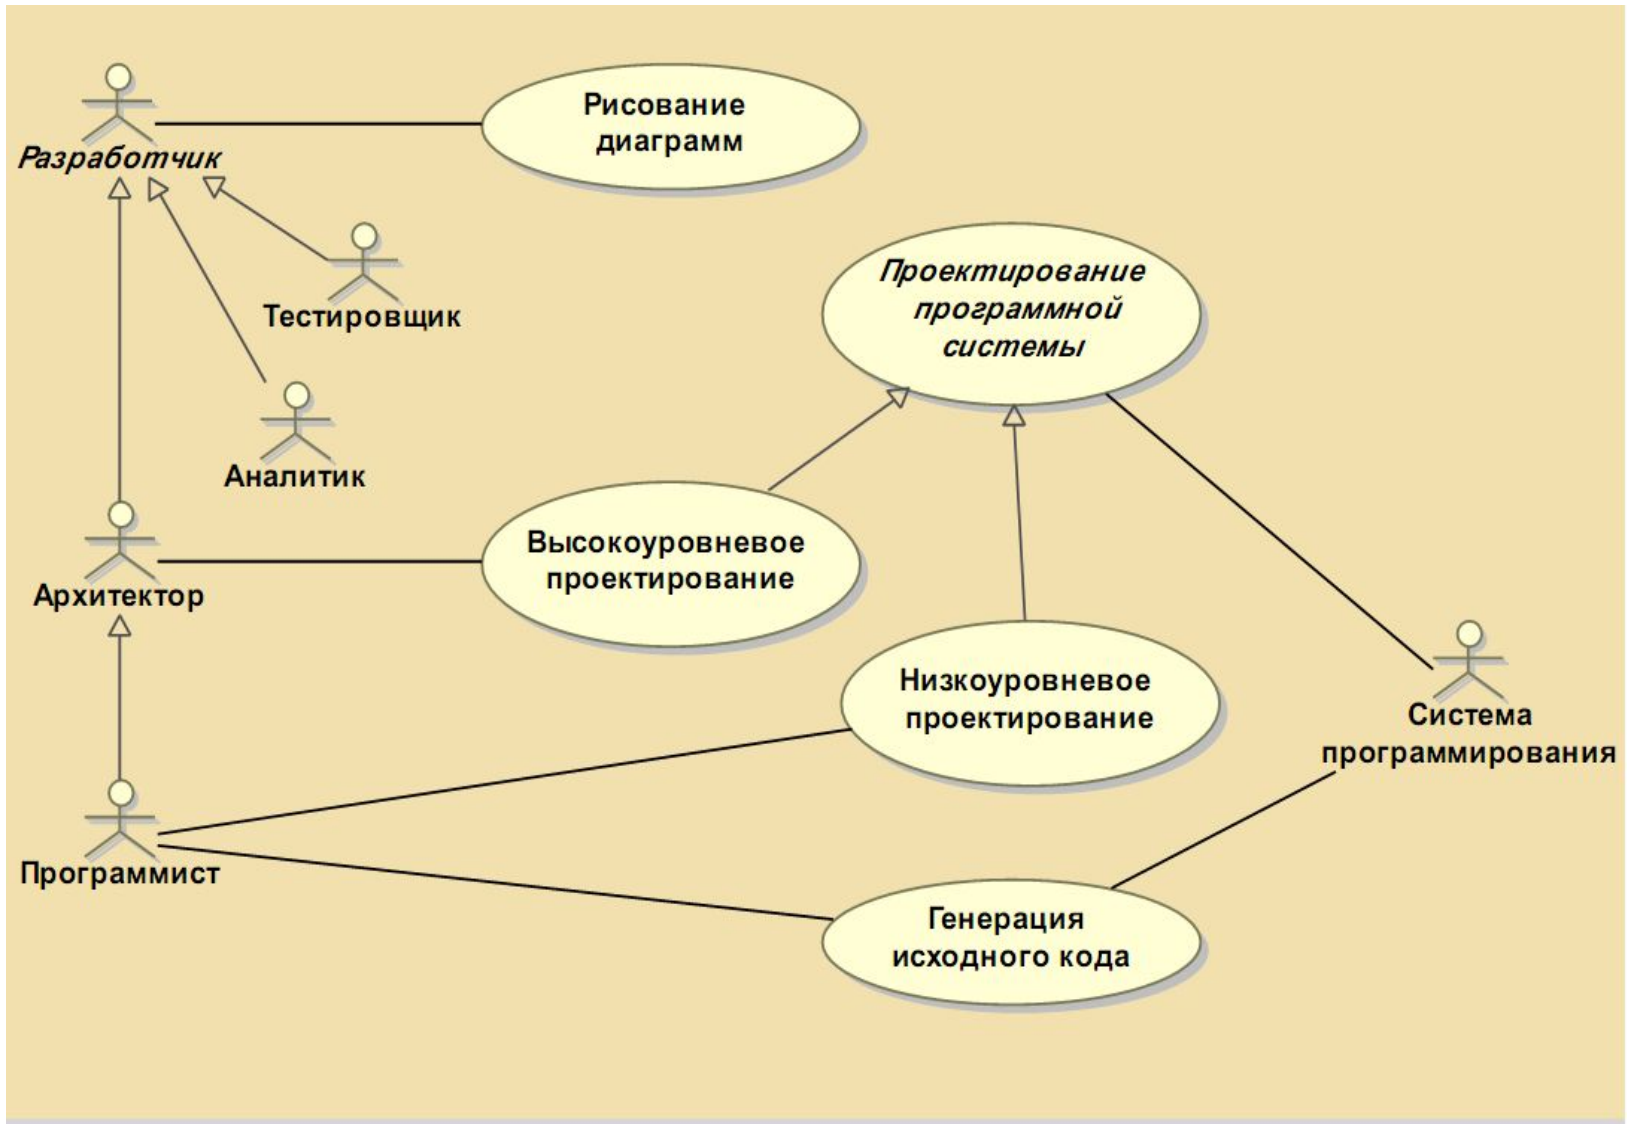 Рисование
диаграмм
Разработчик
Проектирование
программной
системы
Тестировщик
Аналитик
Высокоуровневое
проектирование
Архитектор
Низкоуровневое
проектирование
Система
программирования
Программист
Генерация
исходного кода